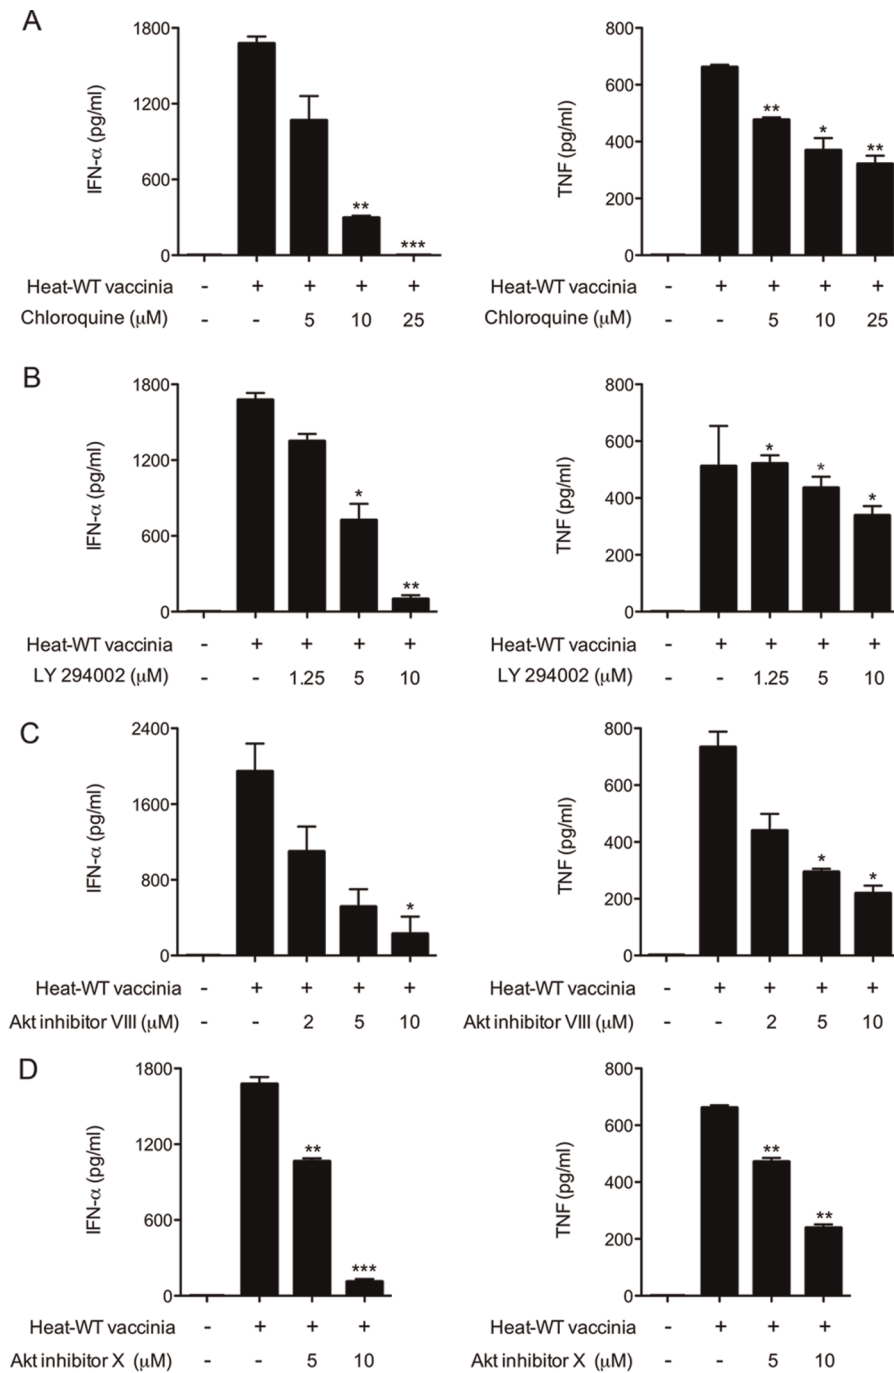 A
IFN-α (pg/ml)
1800
1200
600
0
** ***
Heat-WT vaccinia - + + + +
Chloroquine (μM) - - 5 10 25
TNF (pg/ml)
800
600
400
200
0
** * **
Heat-WT vaccinia - + + + +
Chloroquine (μM) - - 5 10 25
B
IFN-α (pg/ml)
1800
1200
600
0
* **
Heat-WT vaccinia - + + + +
LY 294002 (μM) - - 1.25 5 10
TNF (pg/ml)
800
600
400
200
0
* * *
Heat-WT vaccinia - + + + +
LY 294002 (μM) - - 1.25 5 10
C
IFN-α (pg/ml)
2400
1600
800
0
*
Heat-WT vaccinia - + + + +
Akt inhibitor VIII (μM) - - 2 5 10
TNF (pg/ml)
800
600
400
200
0
* *
Heat-WT vaccinia - + + + +
Akt inhibitor VIII (μM) - - 2 5 10
D
IFN-α (pg/ml)
1800
1200
600
0
** ***
Heat-WT vaccinia - + + +
Akt inhibitor X (μM) - - 5 10
TNF (pg/ml)
800
600
400
200
0
** **
Heat-WT vaccinia - + + +
Akt inhibitor X (μM) - - 5 10